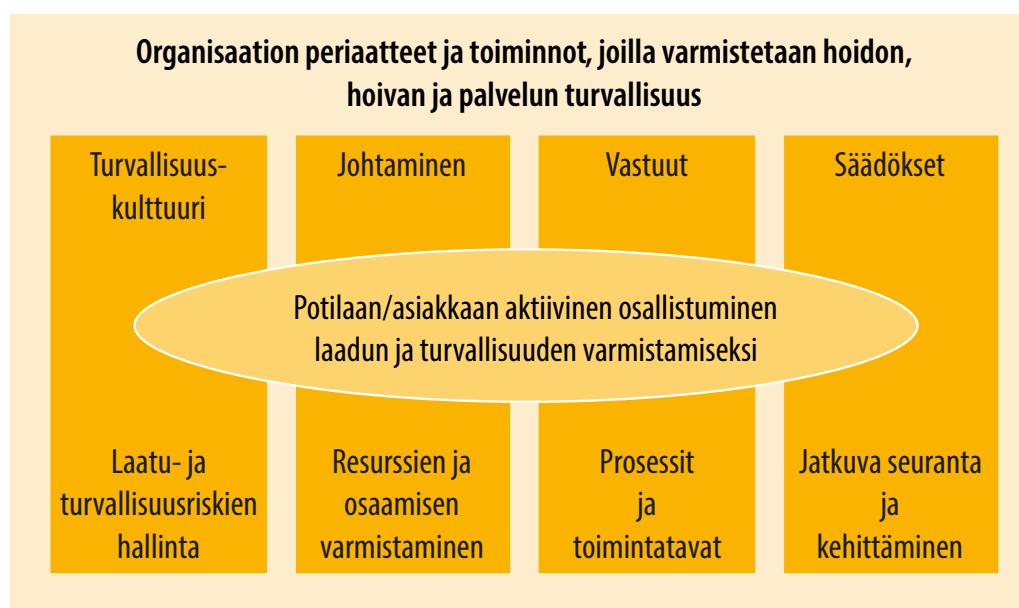 Organisaation periaatteet ja toiminnot, joilla varmistetaan hoidon,
hoivan ja palvelun turvallisuus
Turvallisuus-
kulttuuri
Johtaminen
Vastuut
Säädökset
Potilaan/asiakkaan aktiivinen osallistuminen
laadun ja turvallisuuden varmistamiseksi
Laatu- ja
turvallisuusriskien
hallinta
Resurssien ja
osaamisen
varmistaminen
Prosessit
ja
toimintatavat
Jatkuva seuranta
ja
kehittäminen